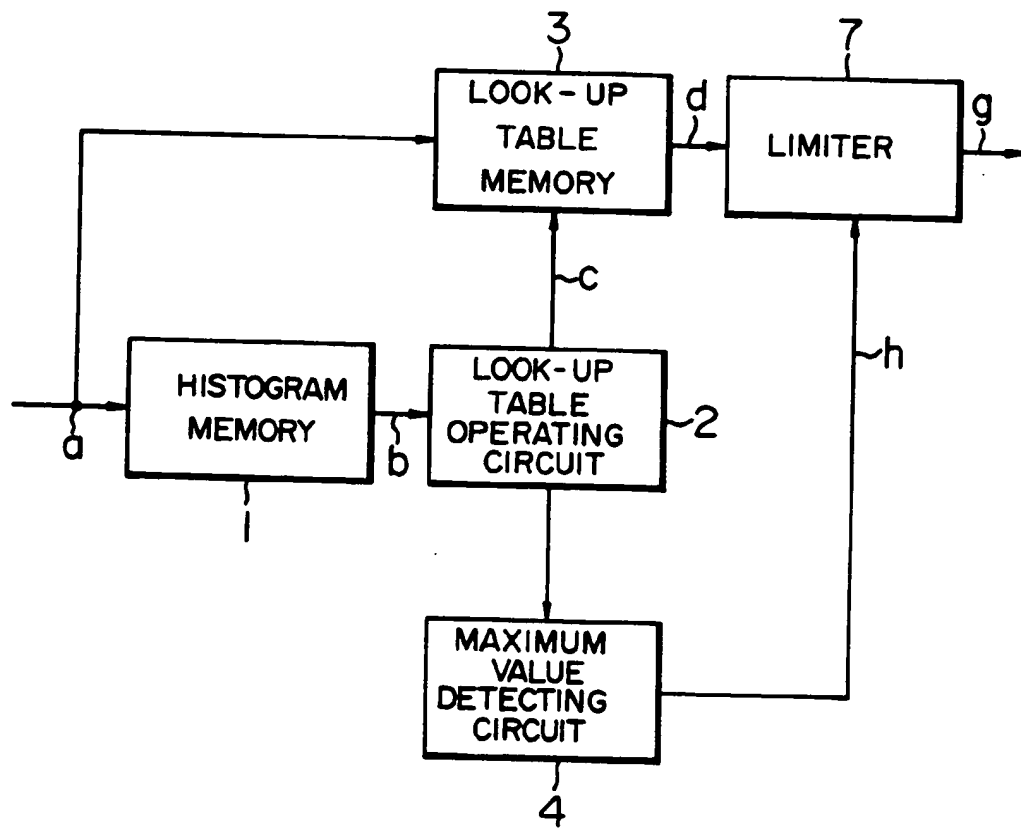 3
7
LOOK-UP
TABLE
MEMORY
d
LIMITER
g
c
h
HISTOGRAM
MEMORY
a
b
LOOK-UP
TABLE
OPERATING
CIRCUIT
2
1
MAXIMUM
VALUE
DETECTING
CIRCUIT
4